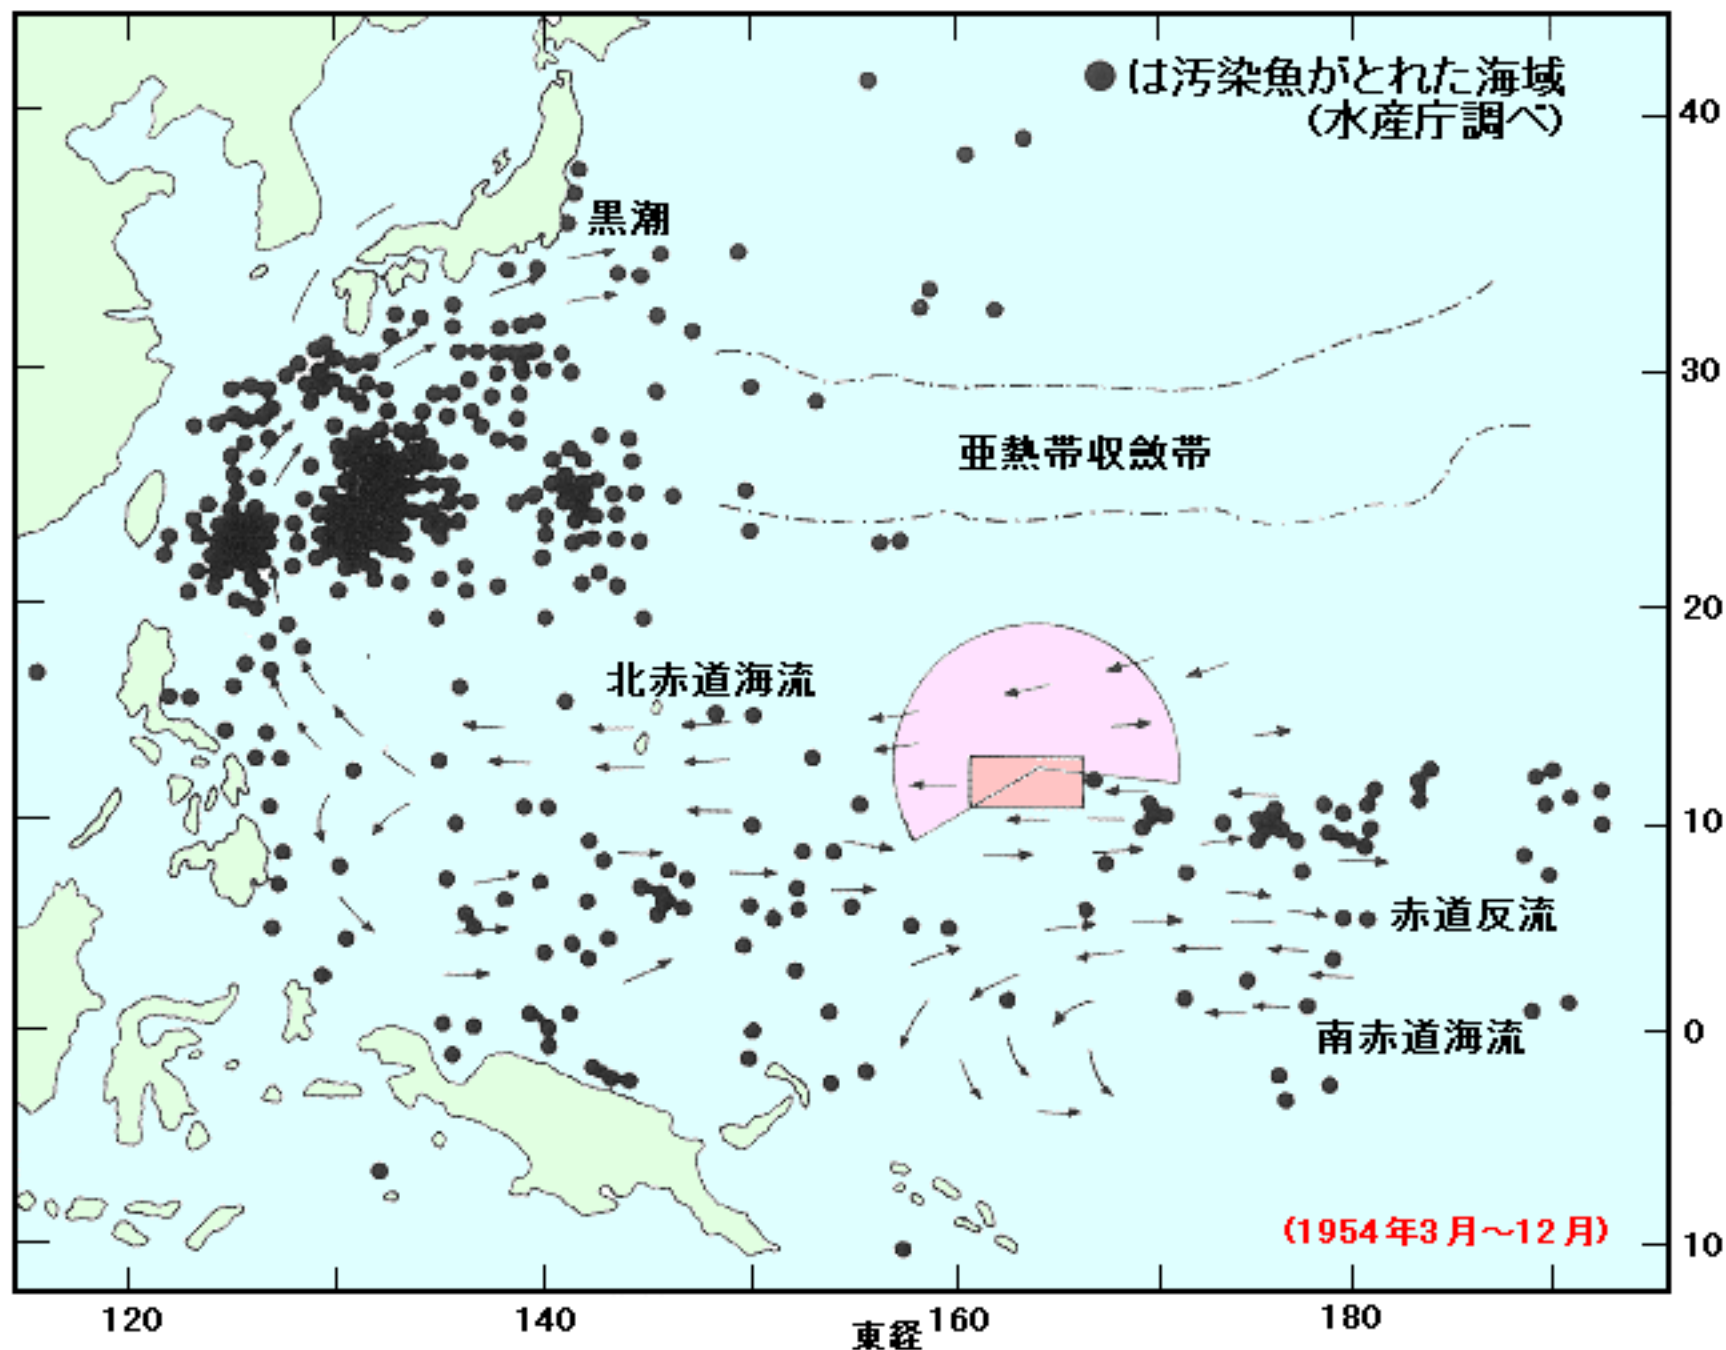 ●は汚染魚がとれた海域
(水産庁調べ)
40
黒潮
30
亜熱帯収斂帯
20
北赤道海流
10
赤道反流
0
南赤道海流
(1954年3月～12月)
10
120
140
東経
160
180